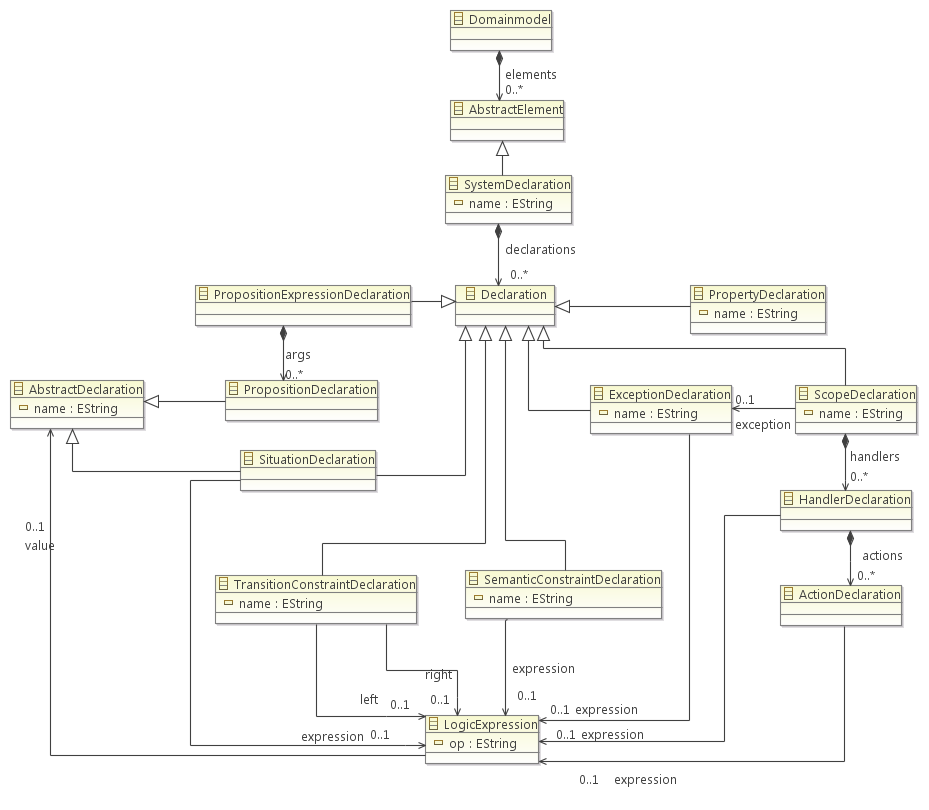 Domainmodel
elements
0..*
AbstractElement
SystemDeclaration
name : EString
declarations
0..*
PropositionExpressionDeclaration
Declaration
PropertyDeclaration
name : EString
args
0..*
AbstractDeclaration
name : EString
PropositionDeclaration
ExceptionDeclaration
name : EString
0..1
exception
ScopeDeclaration
name : EString
SituationDeclaration
handlers
0..*
HandlerDeclaration
0..1
value
actions
0..*
TransitionConstraintDeclaration
name : EString
SemanticConstraintDeclaration
name : EString
ActionDeclaration
right
expression
left
0..1
0..1
0..1
0..1 expression
LogicExpression
op : EString
expression 0..1
0..1 expression
0..1 expression